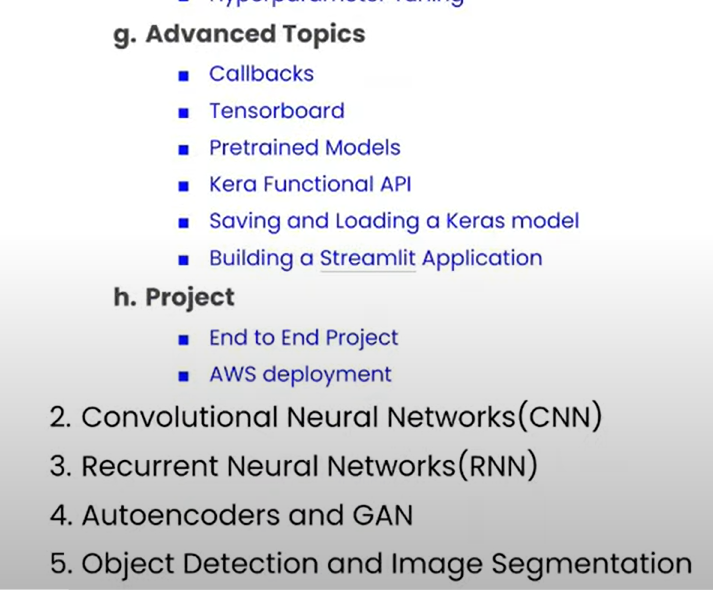 Hyperparameter Tuning
g. Advanced Topics
Callbacks
Tensorboard
Pretrained Models
Kera Functional API
Saving and Loading a Keras model
Building a Streamlit Application
h. Project
End to End Project
AWS deployment
2. Convolutional Neural Networks(CNN)
3. Recurrent Neural Networks(RNN)
4. Autoencoders and GAN
5. Object Detection and Image Segmentation